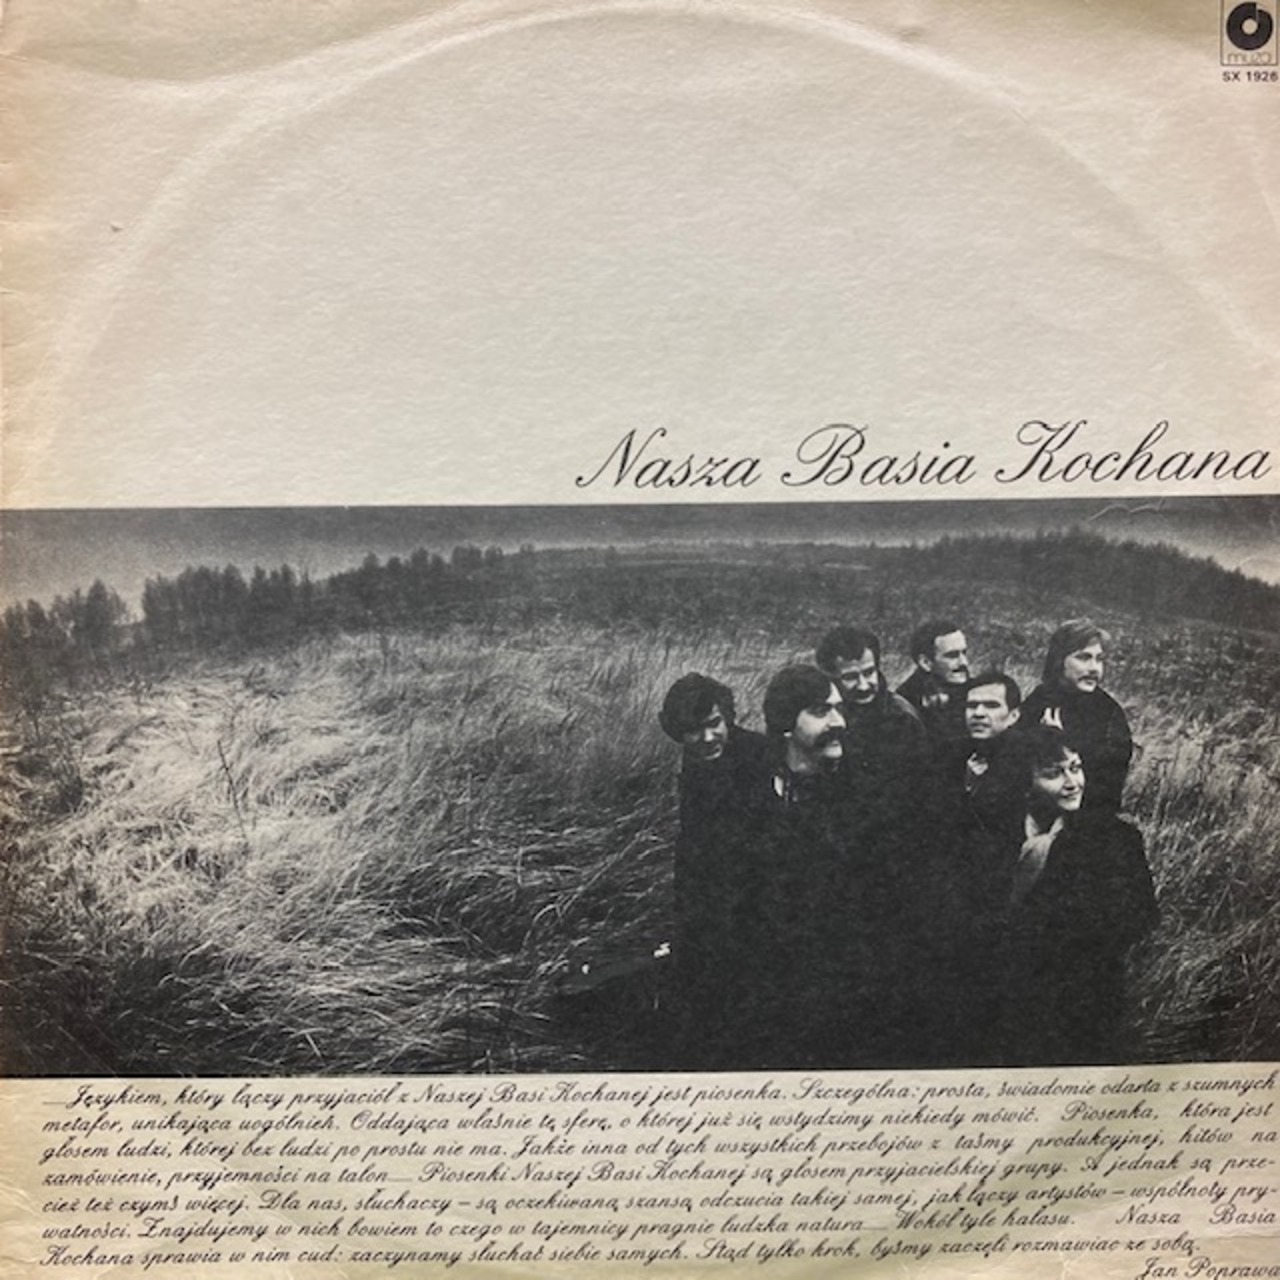 muza
SX 1926
Nasza Basia Kochana
...Językiem, który łączy przyjaciół z Naszej Basi Kochanej jest piosenka. Szczególna: prosta, świadomie odarta z szumnych
metafor, unikająca uogólnień. Oddająca właśnie tę sferę, o której już się wstydzimy niekiedy mówić. Piosenka, która jest
głosem ludzi, której bez ludzi po prostu nie ma. Jakże inna od tych wszystkich przebojów z taśmy produkcyjnej, hitów na
zamówienie, przyjemności na talon... Piosenki Naszej Basi Kochanej są głosem przyjacielskiej grupy. A jednak są prze-
cież też czymś więcej. Dla nas, słuchaczy – są oczekiwaną szansą odczucia takiej samej, jak łączy artystów – wspólnoty pry-
watności. Znajdujemy w nich bowiem to czego w tajemnicy pragnie ludzka natura... Wokół tyle hałasu. Nasza Basia
Kochana sprawia w nim cud: zaczynamy słuchać siebie samych. Stąd tylko krok, byśmy zaczęli rozmawiać ze sobą.
Jan Poprawa